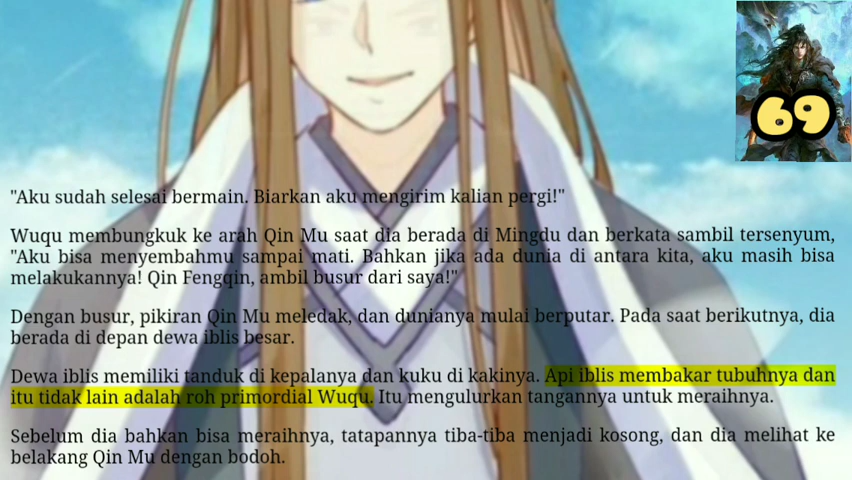 69
"Aku sudah selesai bermain. Biarkan aku mengirim kalian pergi!"
Wuqu membungkuk ke arah Qin Mu saat dia berada di Mingdu dan berkata sambil tersenyum,
"Aku bisa menyembahmu sampai mati. Bahkan jika ada dunia di antara kita, aku masih bisa
melakukannya! Qin Fengqin, ambil busur dari saya!"
Dengan busur, pikiran Qin Mu meledak, dan dunianya mulai berputar. Pada saat berikutnya, dia
berada di depan dewa iblis besar.
Dewa iblis memiliki tanduk di kepalanya dan kuku di kakinya. Api iblis membakar tubuhnya dan
itu tidak lain adalah roh primordial Wuqu. Itu mengulurkan tangannya untuk meraihnya.
Sebelum dia bahkan bisa meraihnya, tatapannya tiba-tiba menjadi kosong, dan dia melihat ke
belakang Qin Mu dengan bodoh.